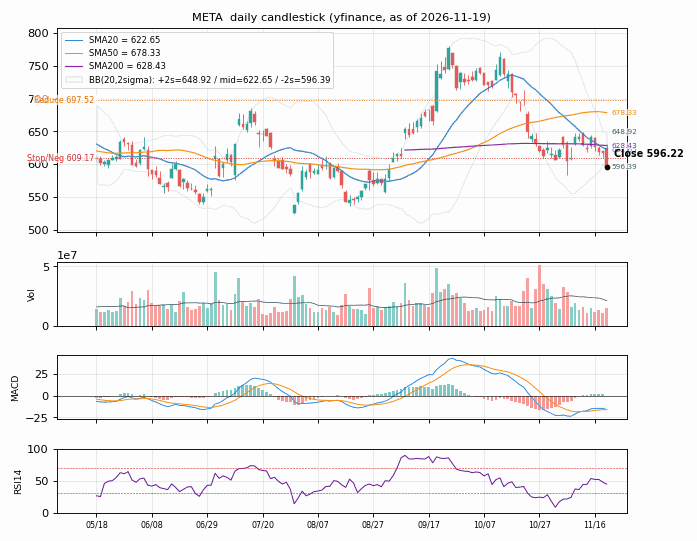 META daily candlestick (yfinance, as of 2026-11-19)
SMA20 = 622.65
SMA50 = 678.33
SMA200 = 628.43
BB(20,2sigma): +2s=648.92 / mid=622.65 / -2s=596.39
800
750
Reduce 697.52
678.33
650
648.92
628.43
Stop/Neg 609.17
Close 596.22
600
596.39
550
500
1e7
5
Vol
0
25
MACD
0
−25
100
RSI14
50
0
05/18 06/08 06/29 07/20 08/07 08/27 09/17 10/07 10/27 11/16